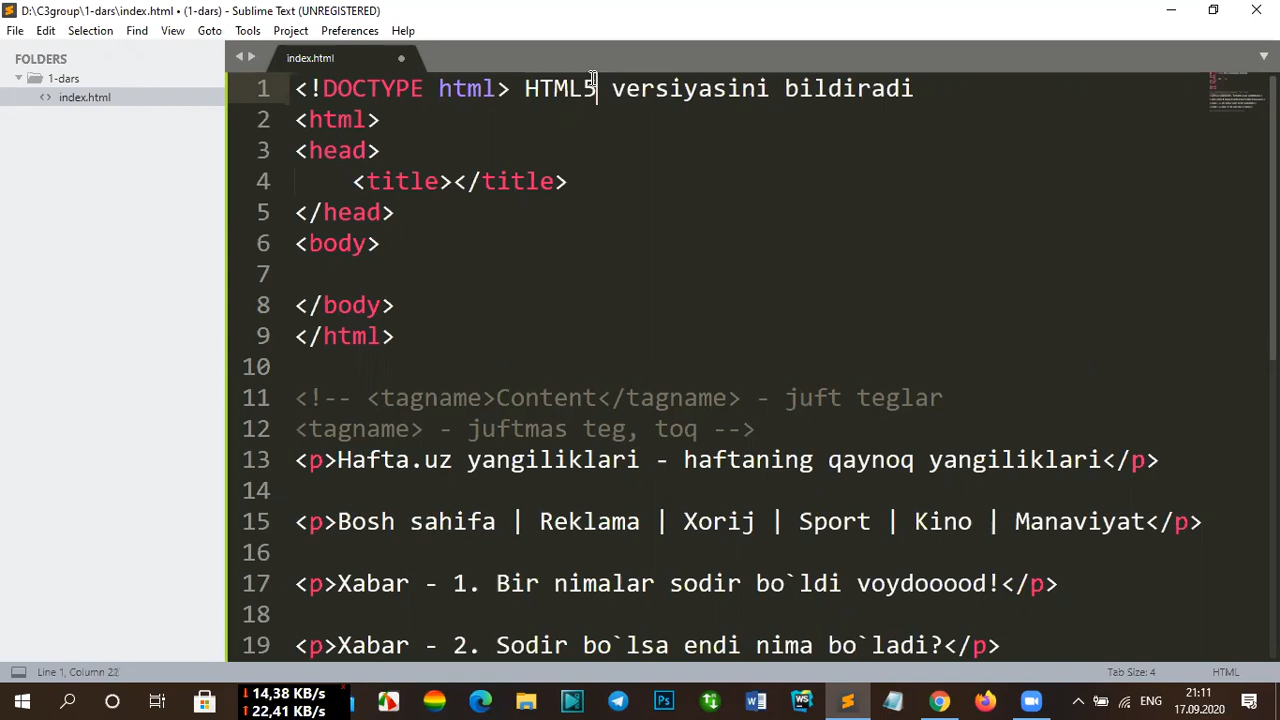 D:\C3group\1-dars\index.html • (1-dars) - Sublime Text (UNREGISTERED)
File Edit Selection Find View Goto Tools Project Preferences Help
FOLDERS
1-dars
<> index.html
index.html
1 <!DOCTYPE html> HTML5 versiyasini bildiradi
2 <html>
3 <head>
4 <title></title>
5 </head>
6 <body>
7
8 </body>
9 </html>
10
11 <!-- <tagname>Content</tagname> - juft teglar
12 <tagname> - juftmas teg, toq -->
13 <p>Hafta.uz yangiliklari - haftaning qaynoq yangiliklari</p>
14
15 <p>Bosh sahifa | Reklama | Xorij | Sport | Kino | Manaviyat</p>
16
17 <p>Xabar - 1. Bir nimalar sodir bo`ldi voydooood!</p>
18
19 <p>Xabar - 2. Sodir bo`lsa endi nima bo`ladi?</p>
Line 1, Column 22 Tab Size: 4 HTML
14,38 KB/s
22,41 KB/s
ENG
21:11
17.09.2020